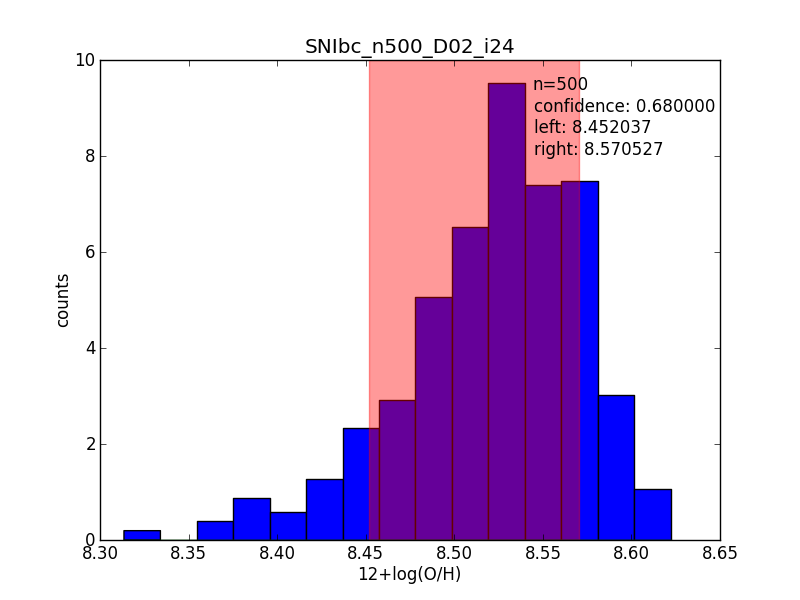 SNIbc_n500_D02_i24
n=500
confidence: 0.680000
left: 8.452037
right: 8.570527
counts
10
8
6
4
2
0
8.30 8.35 8.40 8.45 8.50 8.55 8.60 8.65
12+log(O/H)